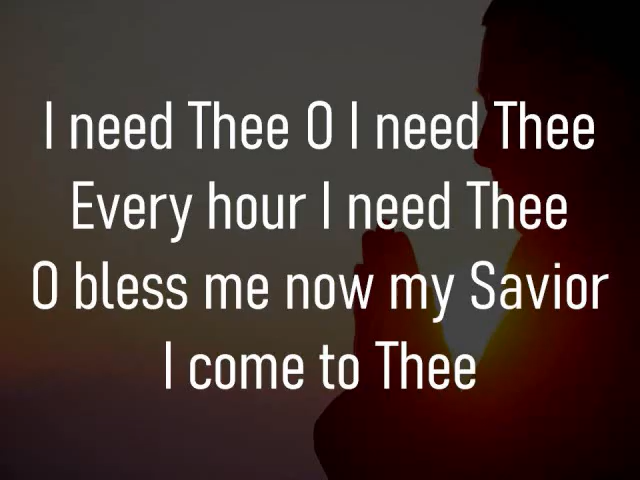 I need Thee O I need Thee
Every hour I need Thee
O bless me now my Savior
I come to Thee